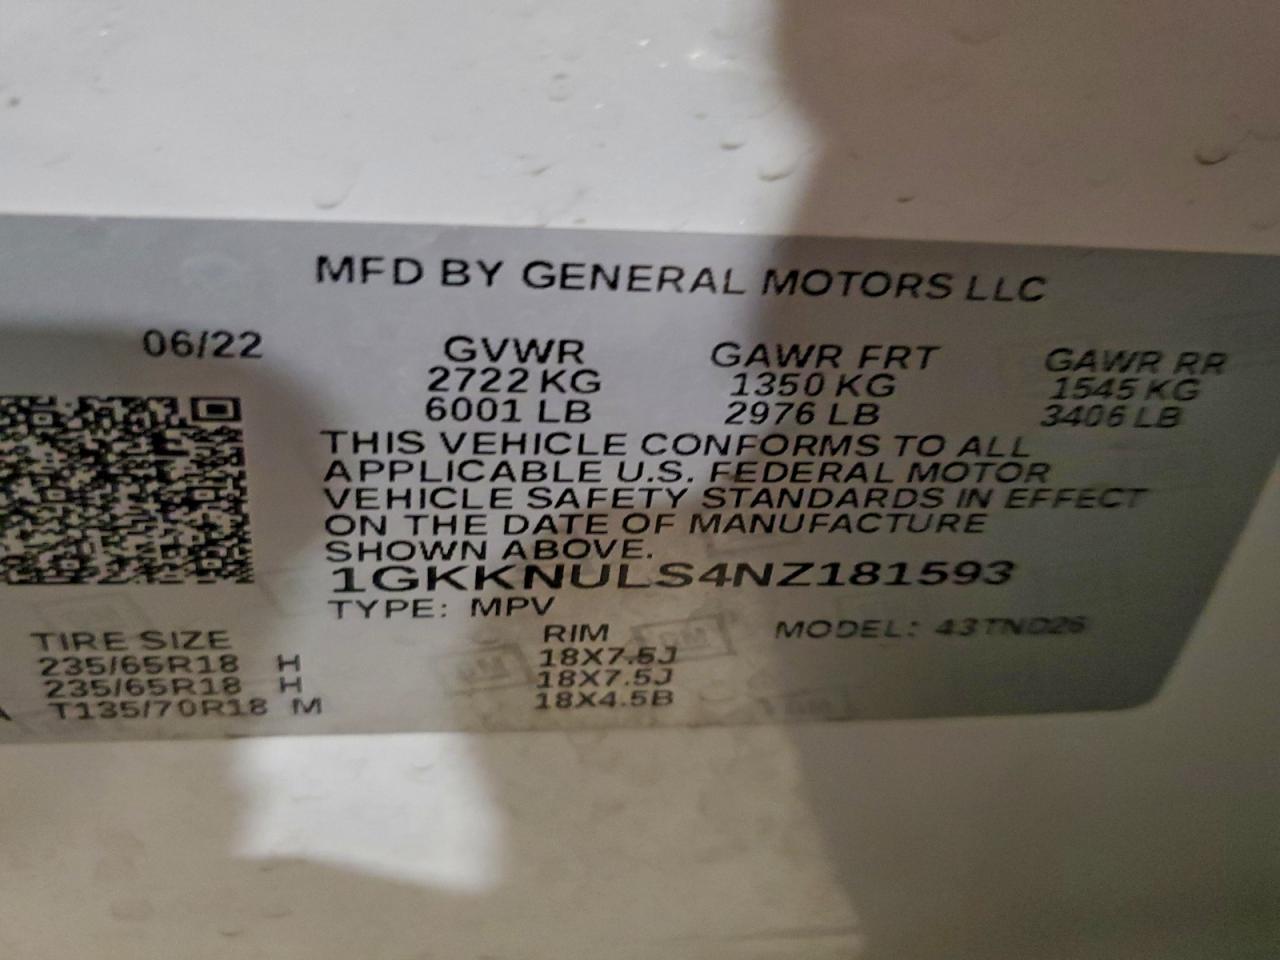 MFD BY GENERAL MOTORS LLC
06/22 GVWR GAWR FRT GAWR RR
2722 KG 1350 KG 1545 KG
6001 LB 2976 LB 3406 LB
THIS VEHICLE CONFORMS TO ALL
APPLICABLE U.S. FEDERAL MOTOR
VEHICLE SAFETY STANDARDS IN EFFECT
ON THE DATE OF MANUFACTURE
SHOWN ABOVE.
1GKKNULS4NZ181593
TYPE: MPV MODEL: 43TND26
TIRE SIZE RIM
235/65R18 H 18X7.5J
235/65R18 H 18X7.5J
T135/70R18 M 18X4.5B